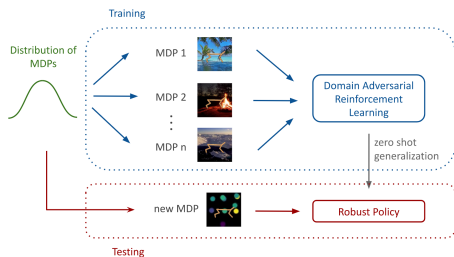 Training
Distribution of
MDPs
MDP 1
MDP 2
MDP n
Domain Adversarial
Reinforcement
Learning
zero shot
generalization
new MDP
Robust Policy
Testing